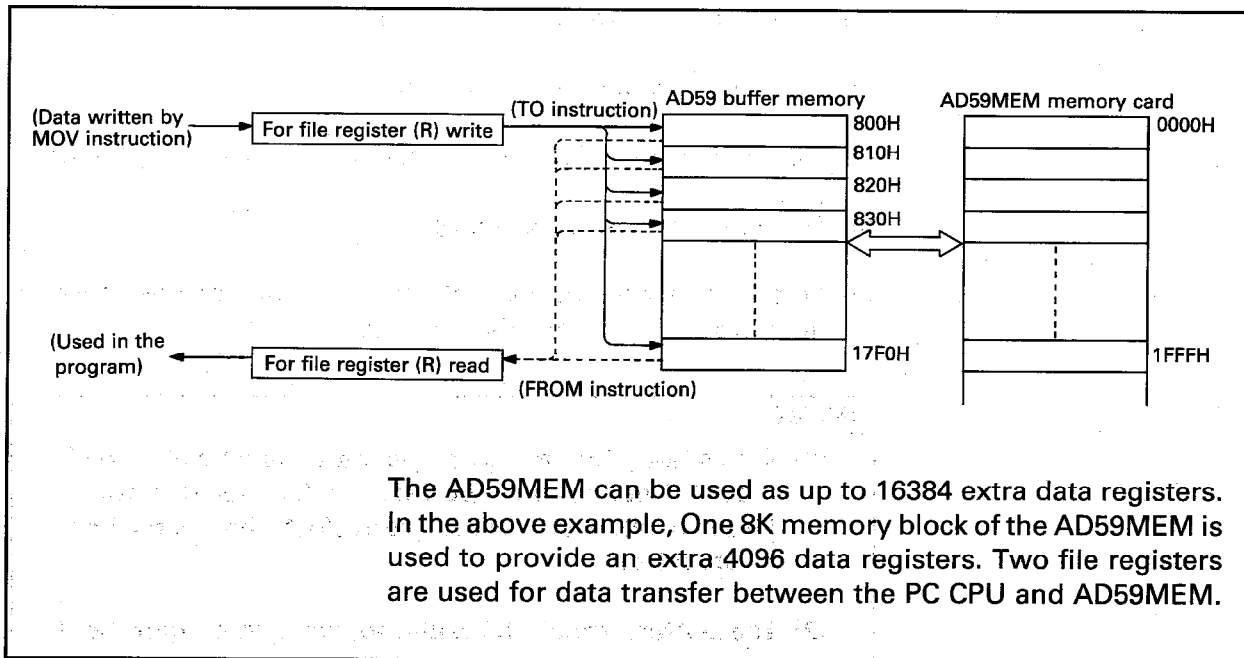 (Data written by
MOV instruction)
For file register (R) write
(TO instruction)
AD59 buffer memory
AD59MEM memory card
800H
810H
820H
830H
17F0H
0000H
1FFFH
(Used in the
program)
For file register (R) read
(FROM instruction)
The AD59MEM can be used as up to 16384 extra data registers.
In the above example, One 8K memory block of the AD59MEM is
used to provide an extra 4096 data registers. Two file registers
are used for data transfer between the PC CPU and AD59MEM.